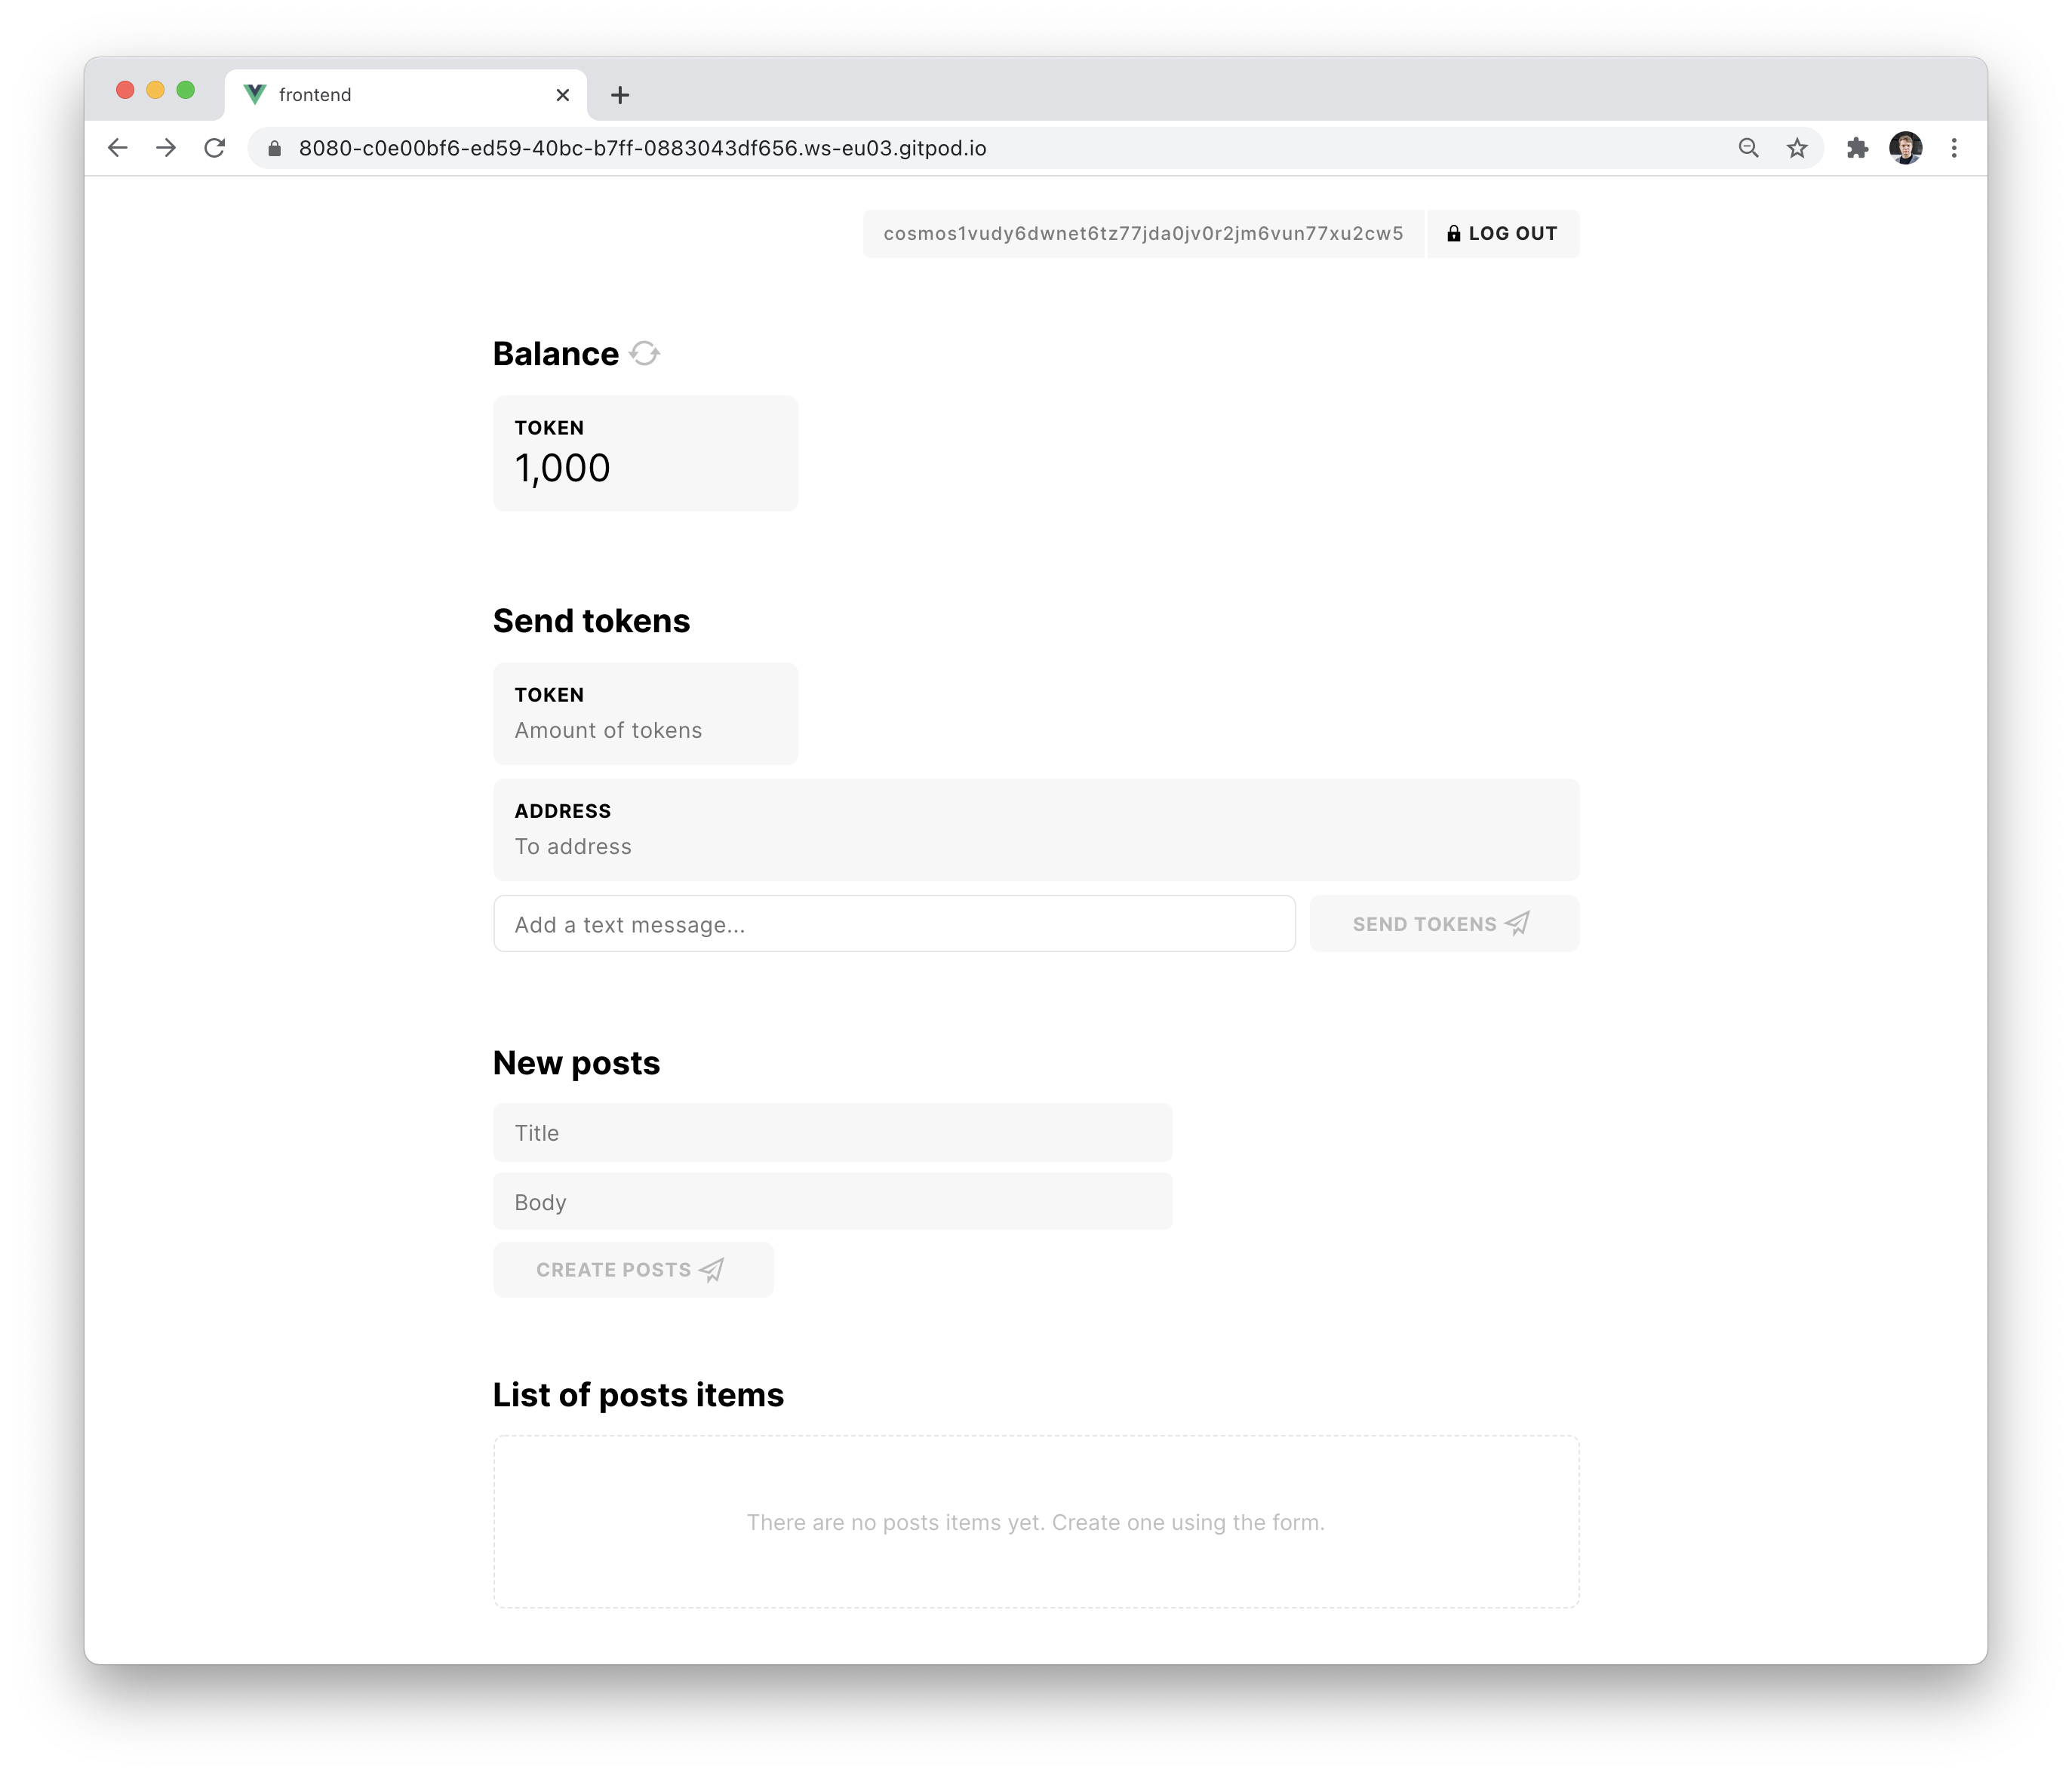 frontend
8080-c0e00bf6-ed59-40bc-b7ff-0883043df656.ws-eu03.gitpod.io
cosmos1vudy6dwnet6tz77jda0jv0r2jm6vun77xu2cw5 LOG OUT
Balance
TOKEN
1,000
Send tokens
TOKEN
Amount of tokens
ADDRESS
To address
Add a text message... SEND TOKENS
New posts
Title
Body
CREATE POSTS
List of posts items
There are no posts items yet. Create one using the form.